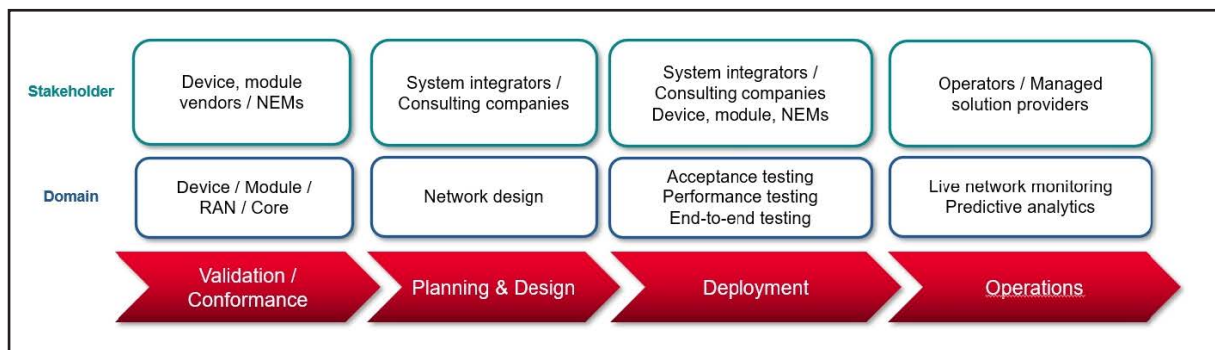 Stakeholder
Device, module
vendors / NEMs
System integrators /
Consulting companies
System integrators /
Consulting companies
Device, module, NEMs
Operators / Managed
solution providers
Domain
Device / Module /
RAN / Core
Network design
Acceptance testing
Performance testing
End-to-end testing
Live network monitoring
Predictive analytics
Validation /
Conformance
Planning & Design
Deployment
Operations